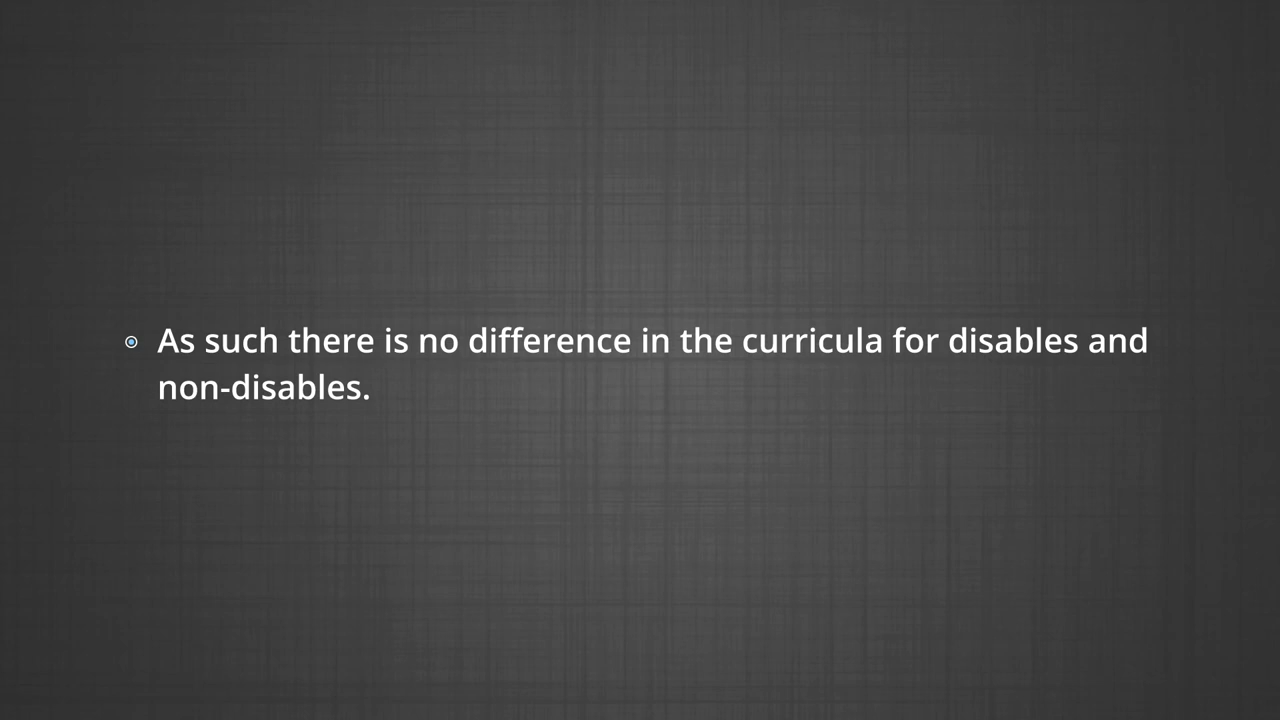 As such there is no difference in the curricula for disables and
non-disables.